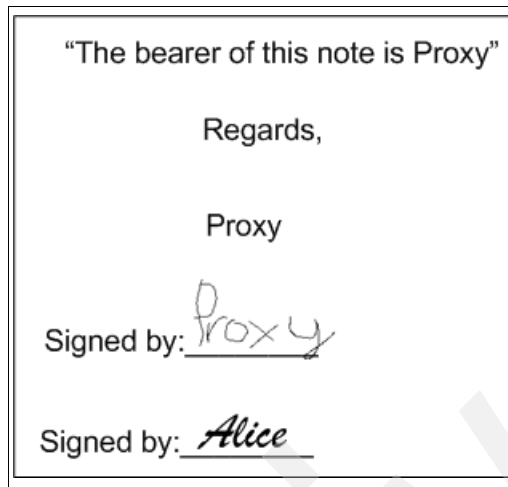 “The bearer of this note is Proxy”
Regards,
Proxy
Signed by: Proxy
Signed by: Alice